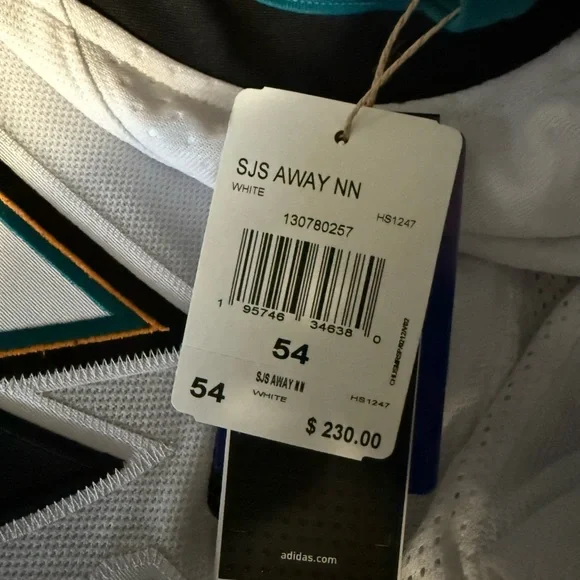 SJS AWAY NN
WHITE
HS1247
130780257
1 95746 34638 0
54
54
SJS AWAY NN
WHITE
HS1247
$ 230.00
adidas.com